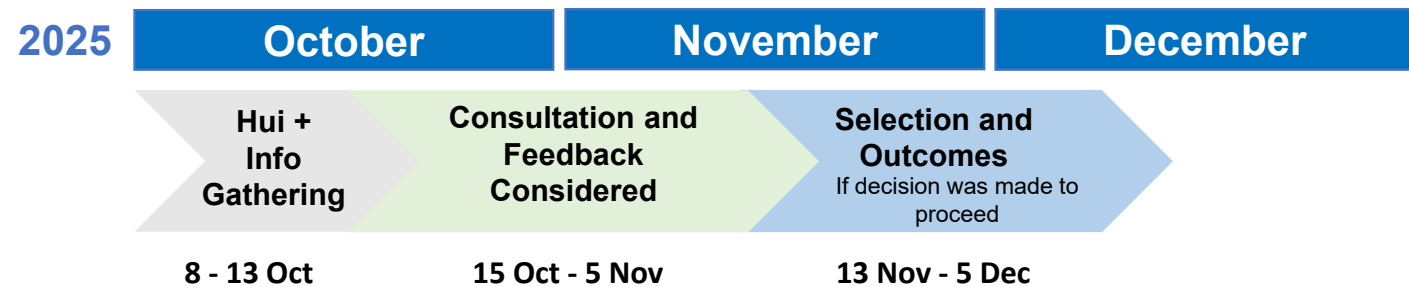 2025 October November December
Hui +
Info
Gathering
Consultation and
Feedback
Considered
Selection and
Outcomes
If decision was made to
proceed
8 - 13 Oct 15 Oct - 5 Nov 13 Nov - 5 Dec